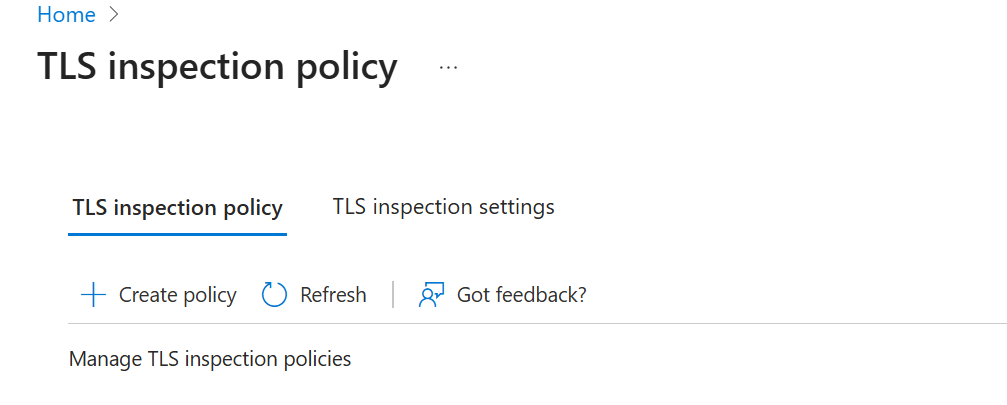 Home
TLS inspection policy
TLS inspection policy TLS inspection settings
Create policy Refresh Got feedback?
Manage TLS inspection policies